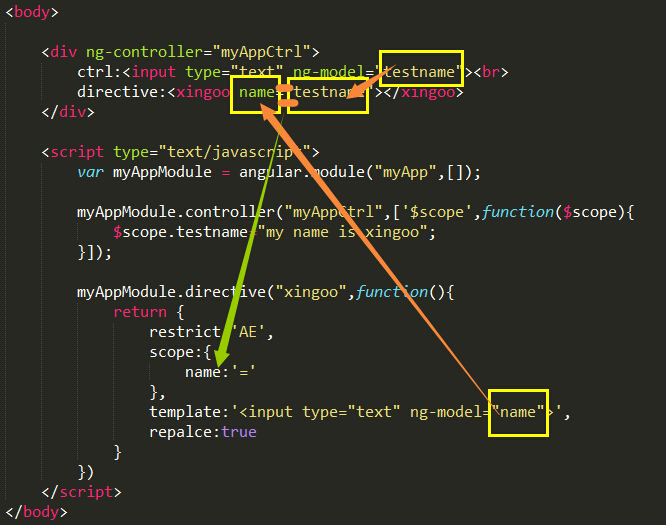 <body>
<div ng-controller="myAppCtrl">
ctrl:<input type="text" ng-model="testname"><br>
directive:<xingoo name="testname"></xingoo>
</div>
<script type="text/javascript">
var myAppModule = angular.module("myApp",[]);
myAppModule.controller("myAppCtrl",['$scope',function($scope){
$scope.testname="my name is xingoo";
}]);
myAppModule.directive("xingoo",function(){
return {
restrict:'AE',
scope:{
name:'='
},
template:'<input type="text" ng-model="name">',
repalce:true
}
})
</script>
</body>